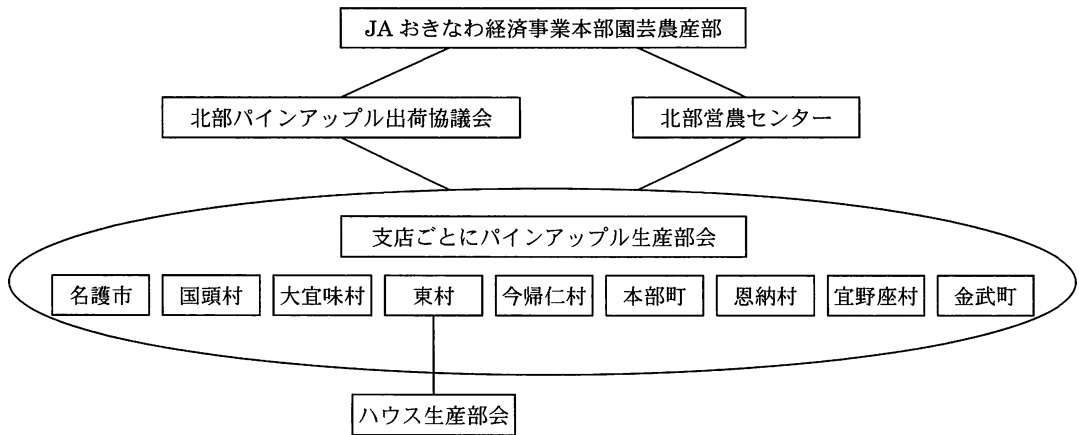 JA おきなわ経済事業本部園芸農産部
北部パインアップル出荷協議会
北部営農センター
支店ごとにパインアップル生産部会
名護市
国頭村
大宜味村
東村
今帰仁村
本部町
恩納村
宜野座村
金武町
ハウス生産部会